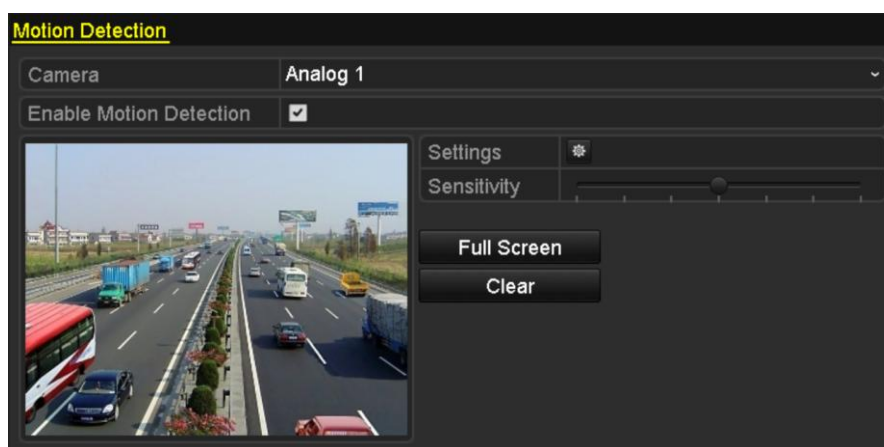 Motion Detection
Camera
Analog 1
Enable Motion Detection
Settings
Sensitivity
Full Screen
Clear